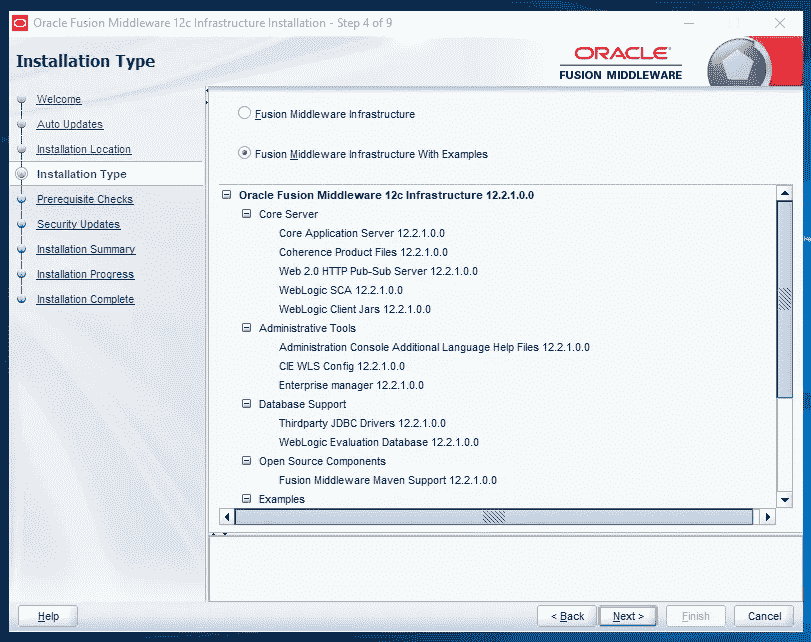 Oracle Fusion Middleware 12c Infrastructure Installation - Step 4 of 9
Installation Type
ORACLE
FUSION MIDDLEWARE
Welcome
Auto Updates
Installation Location
Installation Type
Prerequisite Checks
Security Updates
Installation Summary
Installation Progress
Installation Complete
Fusion Middleware Infrastructure
Fusion Middleware Infrastructure With Examples
Oracle Fusion Middleware 12c Infrastructure 12.2.1.0.0
Core Server
Core Application Server 12.2.1.0.0
Coherence Product Files 12.2.1.0.0
Web 2.0 HTTP Pub-Sub Server 12.2.1.0.0
WebLogic SCA 12.2.1.0.0
WebLogic Client Jars 12.2.1.0.0
Administrative Tools
Administration Console Additional Language Help Files 12.2.1.0.0
CIE WLS Config 12.2.1.0.0
Enterprise manager 12.2.1.0.0
Database Support
Thirdparty JDBC Drivers 12.2.1.0.0
WebLogic Evaluation Database 12.2.1.0.0
Open Source Components
Fusion Middleware Maven Support 12.2.1.0.0
Examples
Help
< Back
Next >
Finish
Cancel